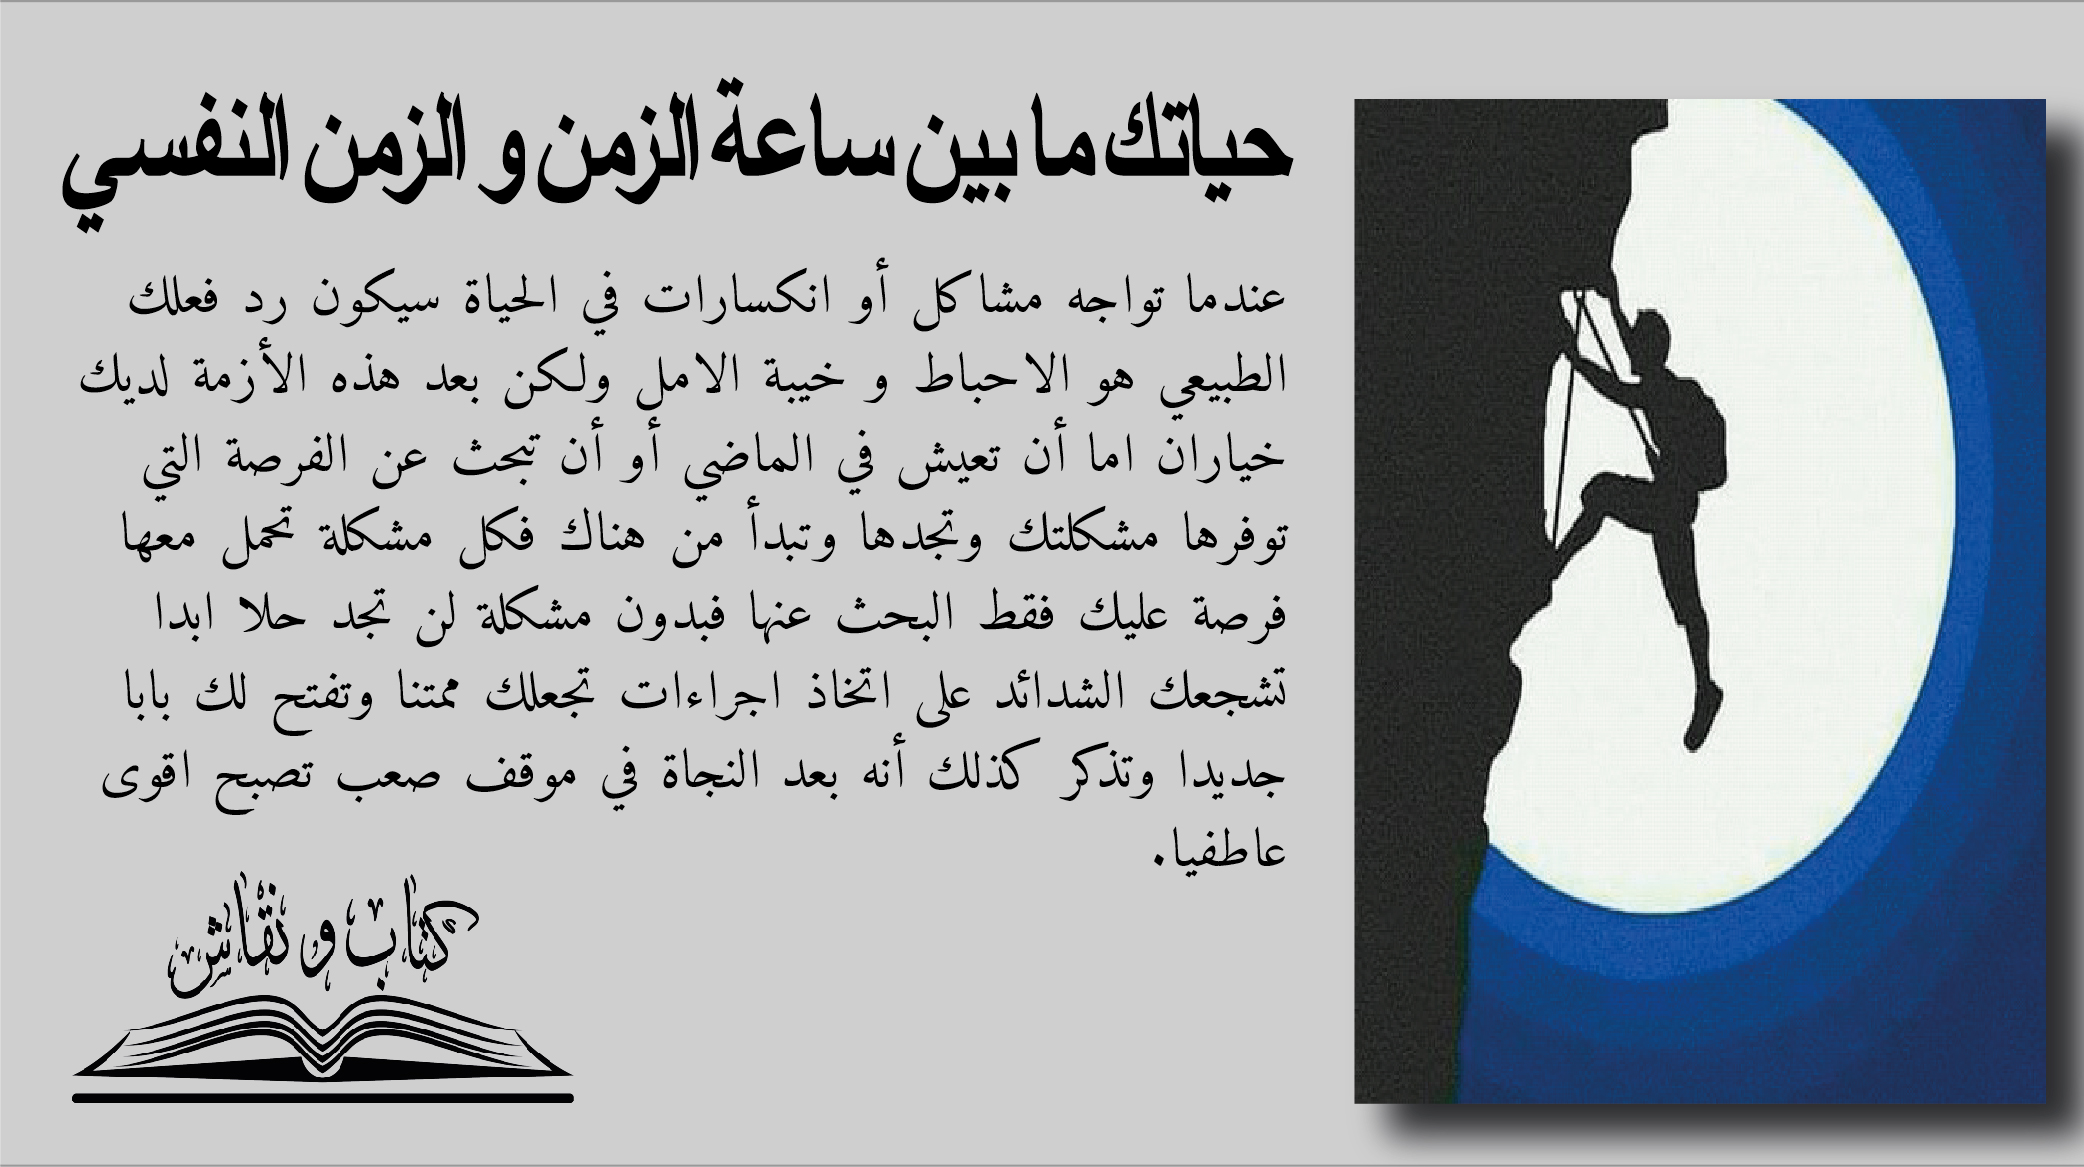 حياتك ما بين ساعة الزمن و الزمن النفسي
عندما تواجه مشاكل أو انكسارات في الحياة سيكون رد فعلك
الطبيعي هو الاحباط و خيبة الامل ولكن بعد هذه الأزمة لديك
خياران اما أن تعيش في الماضي أو أن تبحث عن الفرصة التي
توفرها مشكلتك وتجدها وتبدأ من هناك فكل مشكلة تحمل معها
فرصة عليك فقط البحث عنها فبدون مشكلة لن تجد حلا ابدا
تشجعك الشدائد على اتخاذ اجراءات تجعلك ممتنا وتفتح لك بابا
جديدا وتذكر كذلك أنه بعد النجاة في موقف صعب تصبح اقوى
عاطفيا.
كتاب و نقاش